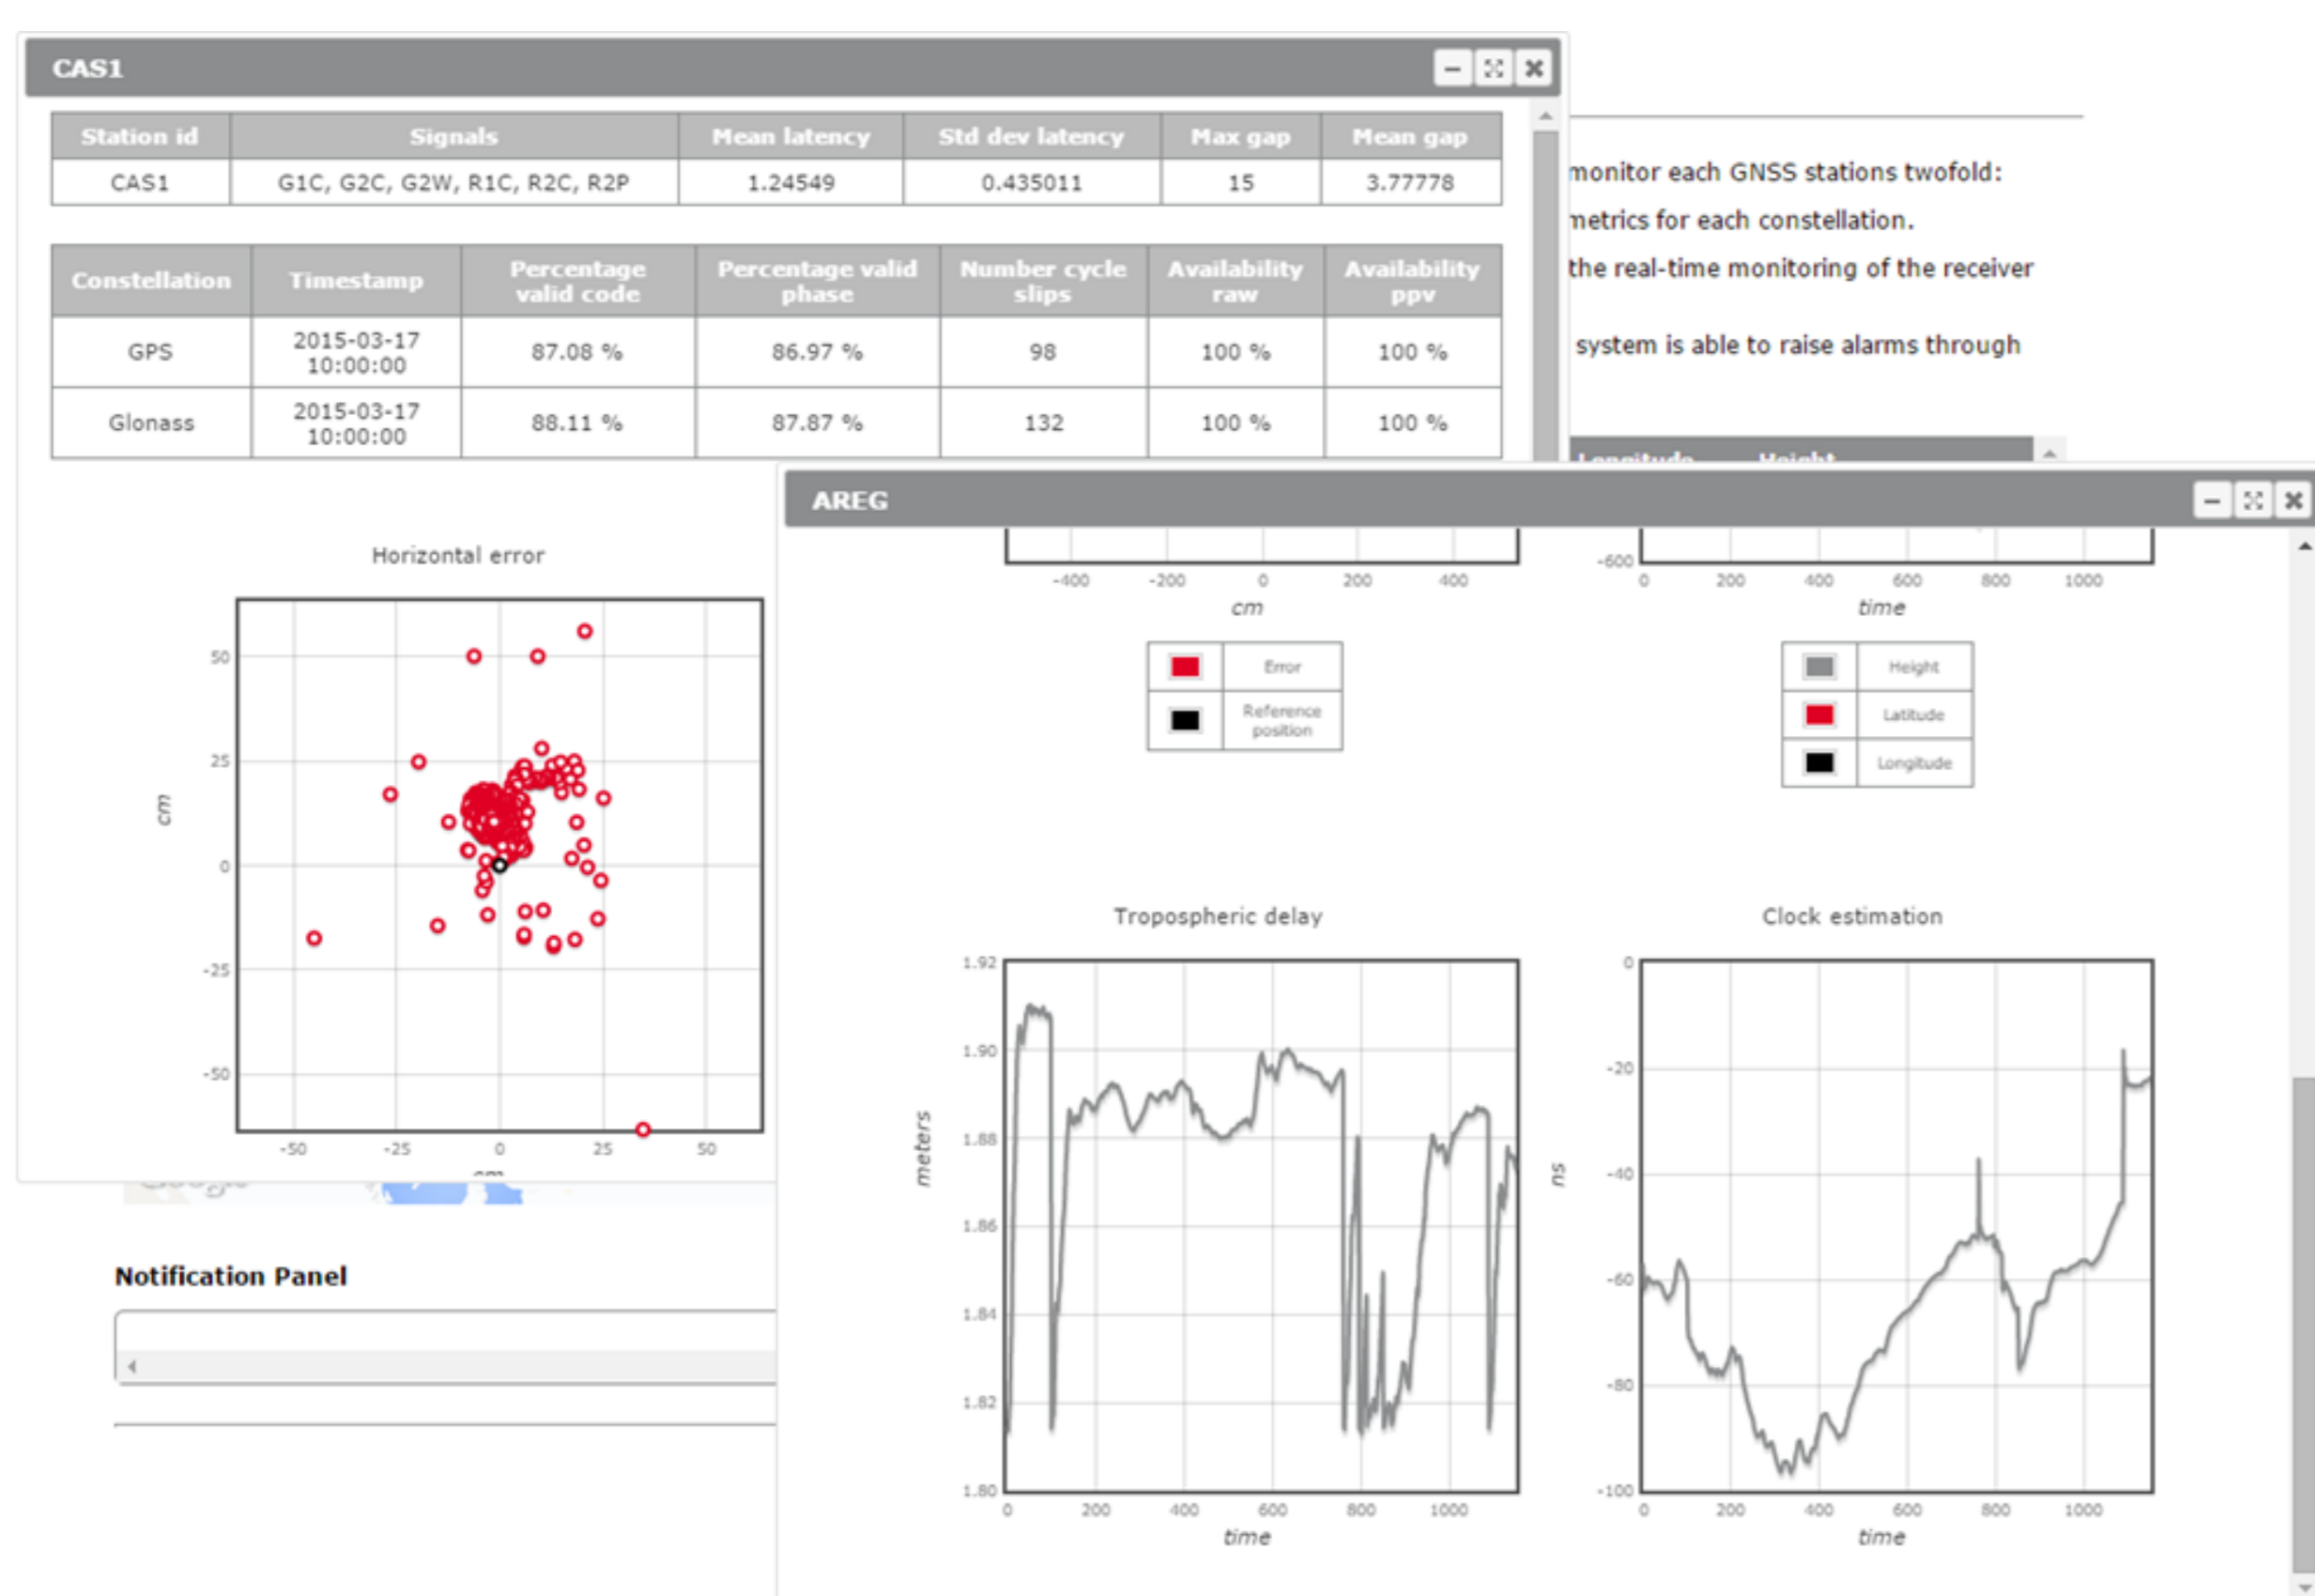 CAS1
Station id Signals Mean latency Std dev latency Max gap Mean gap
CAS1 G1C, G2C, G2W, R1C, R2C, R2P 1.24549 0.435011 15 3.77778
Constellation Timestamp Percentage valid code Percentage valid phase Number cycle slips Availability raw Availability ppv
GPS 2015-03-17 10:00:00 87.08 % 86.97 % 98 100 % 100 %
Glonass 2015-03-17 10:00:00 88.11 % 87.87 % 132 100 % 100 %
monitor each GNSS stations twofold:
metrics for each constellation.
the real-time monitoring of the receiver
system is able to raise alarms through
Longitude Height
Horizontal error
50
25
0
-25
-50
cm
-50 -25 0 25 50
cm
Google
Notification Panel
AREG
-400 -200 0 200 400
cm
Error
Reference
position
-600
0 200 400 600 800 1000
time
Height
Latitude
Longitude
Tropospheric delay
1.92
1.90
1.88
1.86
1.84
1.82
1.80
meters
0 200 400 600 800 1000
time
Clock estimation
0
-20
-40
-60
-80
-100
ns
0 200 400 600 800 1000
time